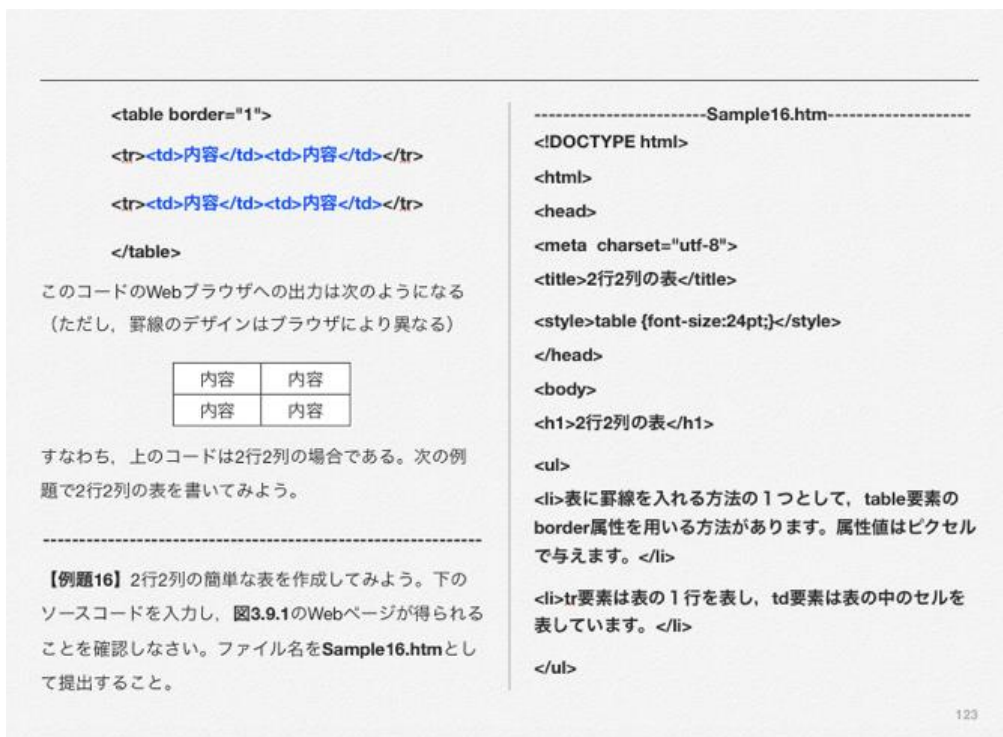 <table border="1">
<tr><td>内容</td><td>内容</td></tr>
<tr><td>内容</td><td>内容</td></tr>
</table>
このコードのWebブラウザへの出力は次のようになる
（ただし，罫線のデザインはブラウザにより異なる）
内容 内容
内容 内容
すなわち，上のコードは2行2列の場合である。次の例
題で2行2列の表を書いてみよう。
-------------------------------------------------------------
【例題16】2行2列の簡単な表を作成してみよう。下の
ソースコードを入力し，図3.9.1のWebページが得られる
ことを確認しなさい。ファイル名をSample16.htmとし
て提出すること。
------------------------Sample16.htm--------------------
<!DOCTYPE html>
<html>
<head>
<meta  charset="utf-8">
<title>2行2列の表</title>
<style>table {font-size:24pt;}</style>
</head>
<body>
<h1>2行2列の表</h1>
<ul>
<li>表に罫線を入れる方法の１つとして，table要素の
border属性を用いる方法があります。属性値はピクセル
で与えます。</li>
<li>tr要素は表の１行を表し，td要素は表の中のセルを
表しています。</li>
</ul>
123